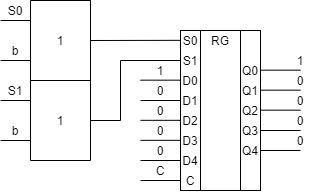 S0
b
1
S1
b
1
S0 RG
S1
1 D0 Q0 1
0 D1 Q1 0
0 D2 Q2 0
0 D3 Q3 0
0 D4 Q4 0
C C